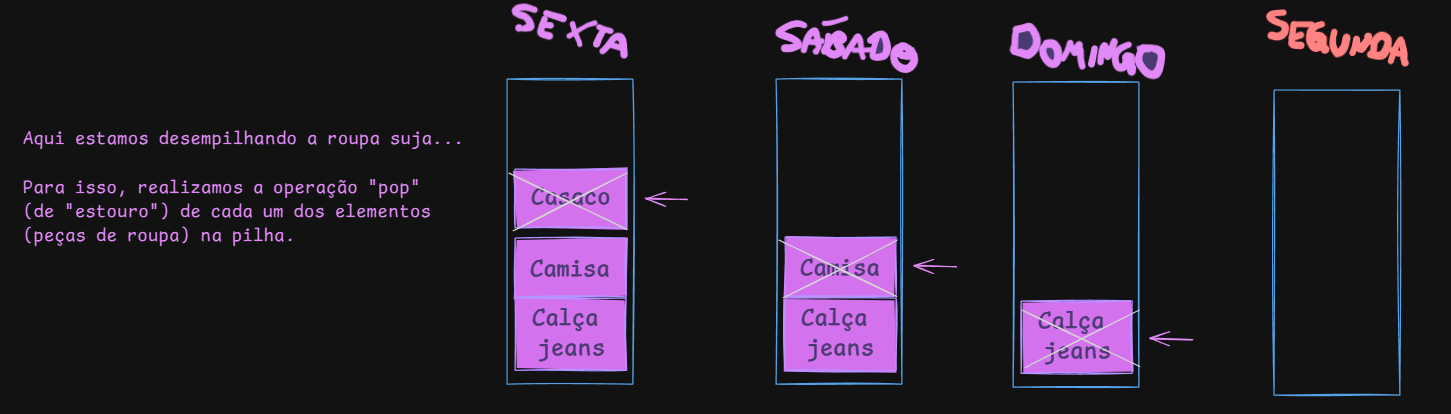 SEXTA
SÁBADO
DOMINGO
SEGUNDA
Aqui estamos desempilhando a roupa suja...
Para isso, realizamos a operação "pop"
(de "estouro") de cada um dos elementos
(peças de roupa) na pilha.
Casaco
Camisa
Calça
jeans
Camisa
Calça
jeans
Calça
jeans